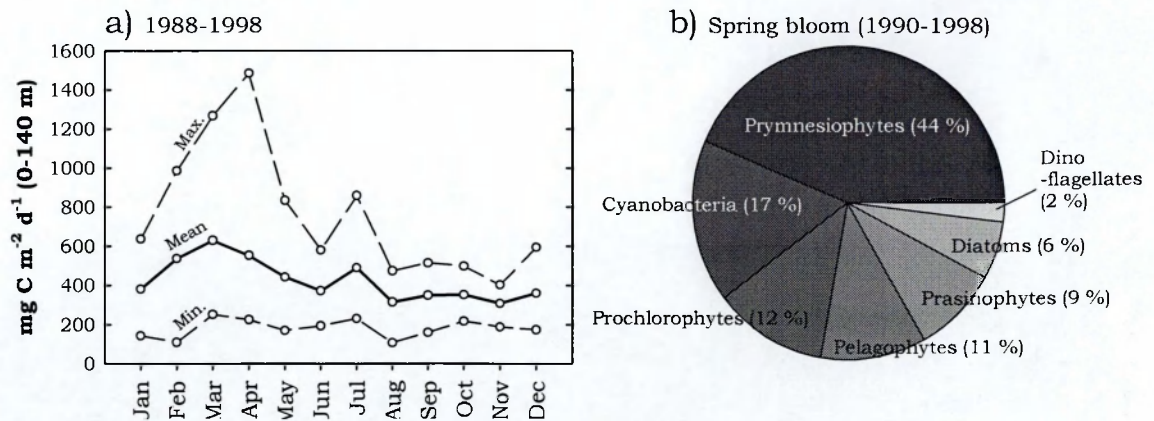 a) 1988-1998
mg C m⁻² d⁻¹ (0-140 m)
1600
1400
1200
1000
800
600
400
200
0
Max.
Mean
Min.
Jan
Feb
Mar
Apr
May
Jun
Jul
Aug
Sep
Oct
Nov
Dec
b) Spring bloom (1990-1998)
Prymnesiophytes (44 %)
Dino
-flagellates
(2 %)
Cyanobacteria (17 %)
Diatoms (6 %)
Prasinophytes (9 %)
Prochlorophytes (12 %)
Pelagophytes (11 %)